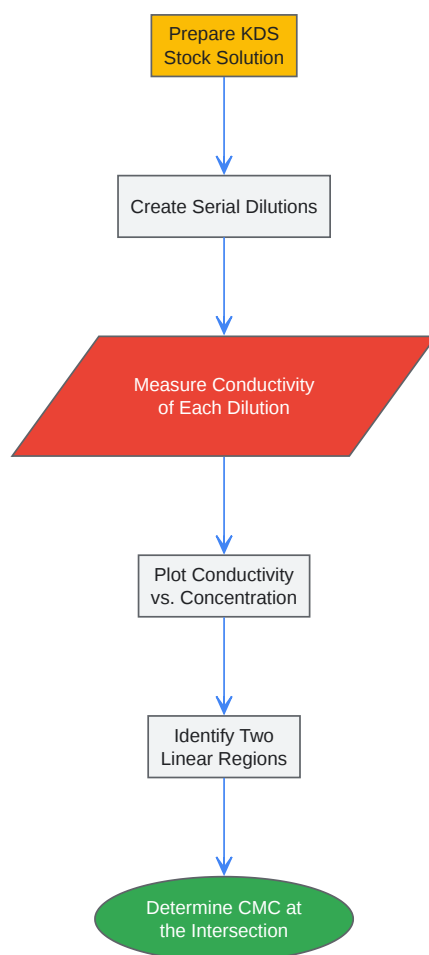 Prepare KDS
Stock Solution
Create Serial Dilutions
Measure Conductivity
of Each Dilution
Plot Conductivity
vs. Concentration
Identify Two
Linear Regions
Determine CMC at
the Intersection